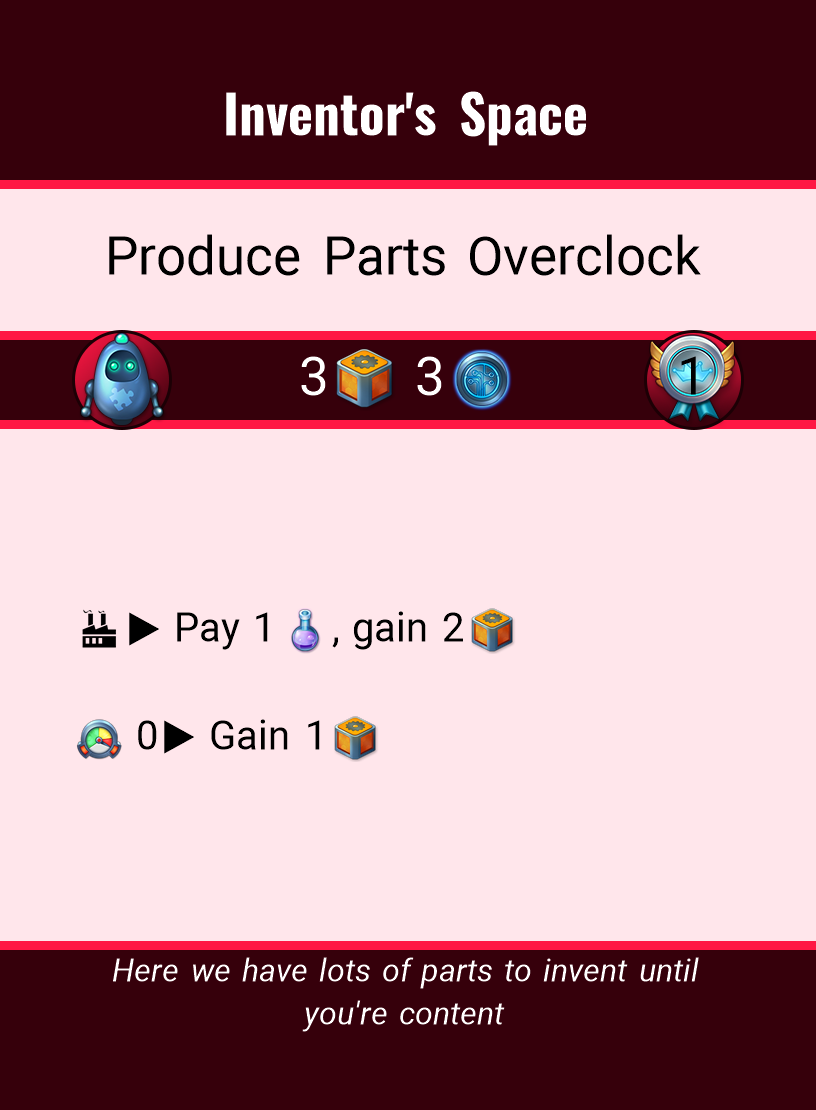 Inventor's Space
Produce Parts Overclock
3 3 1
Pay 1 , gain 2
0 Gain 1
Here we have lots of parts to invent until
you're content